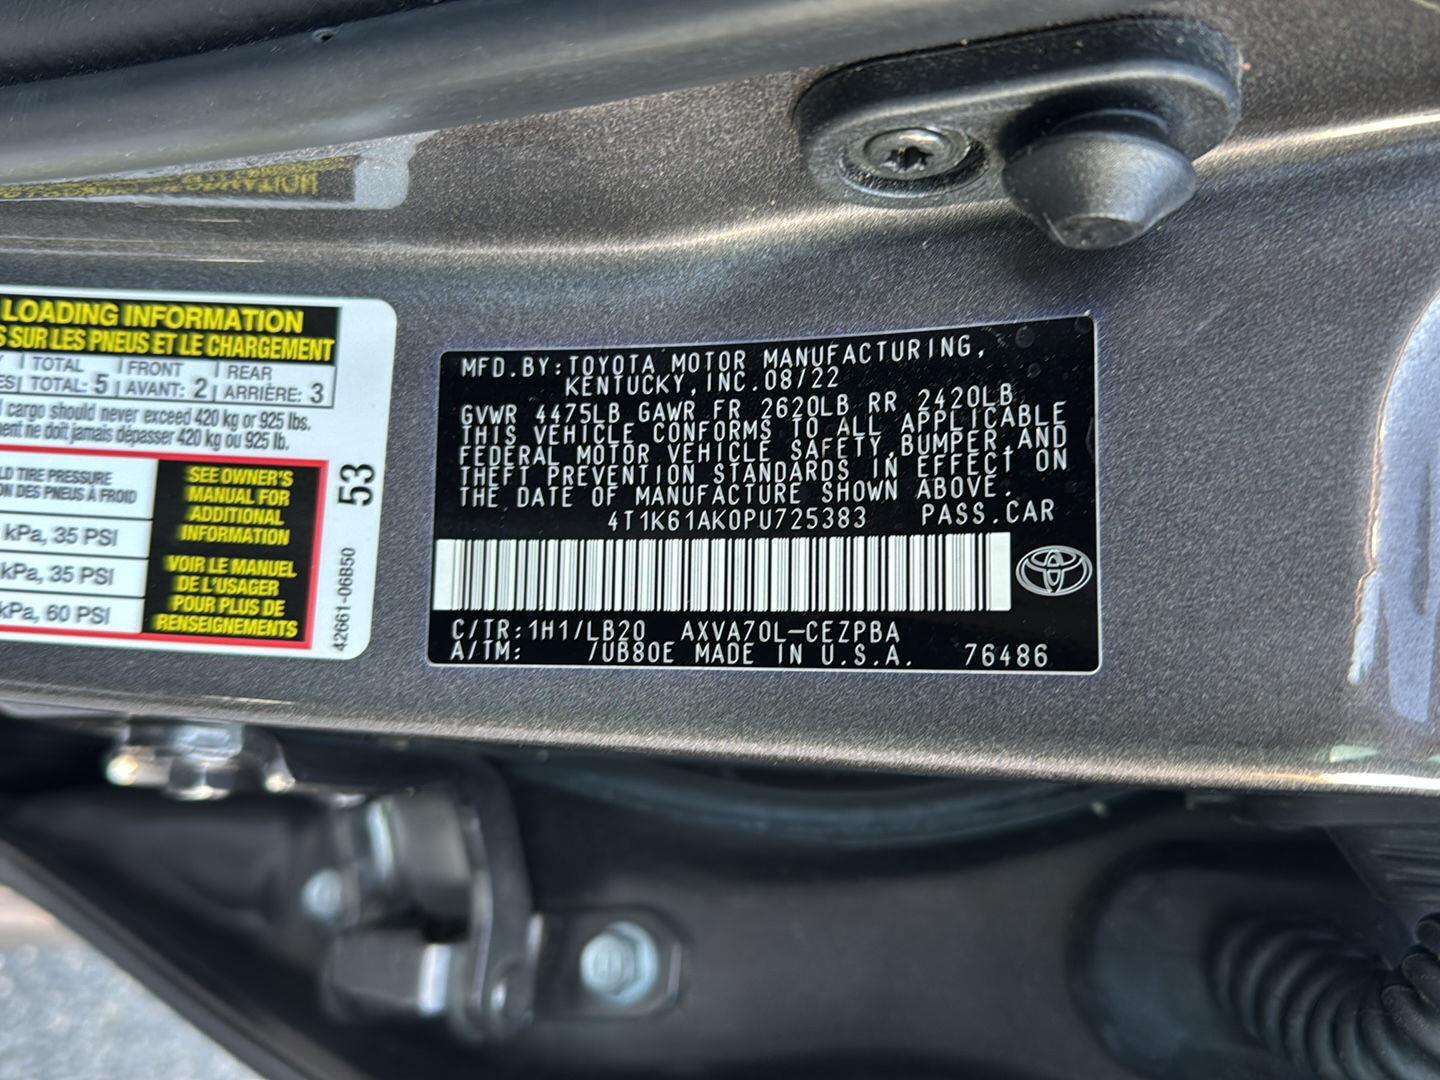 LOADING INFORMATION
SUR LES PNEUS ET LE CHARGEMENT
TOTAL FRONT REAR
TOTAL: 5 AVANT: 2 ARRIÈRE: 3
cargo should never exceed 420 kg or 925 lbs.
ne doit jamais dépasser 420 kg ou 925 lb.
TIRE PRESSURE
DES PNEUS À FROID
kPa, 35 PSI
kPa, 35 PSI
kPa, 60 PSI
SEE OWNER'S
MANUAL FOR
ADDITIONAL
INFORMATION
VOIR LE MANUEL
DE L'USAGER
POUR PLUS DE
RENSEIGNEMENTS
53
42661-06B50
MFD.BY:TOYOTA MOTOR MANUFACTURING,
KENTUCKY,INC.08/22
GVWR 4475LB GAWR FR 2620LB RR 2420LB
THIS VEHICLE CONFORMS TO ALL APPLICABLE
FEDERAL MOTOR VEHICLE SAFETY,BUMPER,AND
THEFT PREVENTION STANDARDS IN EFFECT ON
THE DATE OF MANUFACTURE SHOWN ABOVE.
4T1K61AK0PU725383 PASS.CAR
C/TR:1H1/LB20 AXVA70L-CEZPBA
A/TM: /UB80E MADE IN U.S.A. 76486